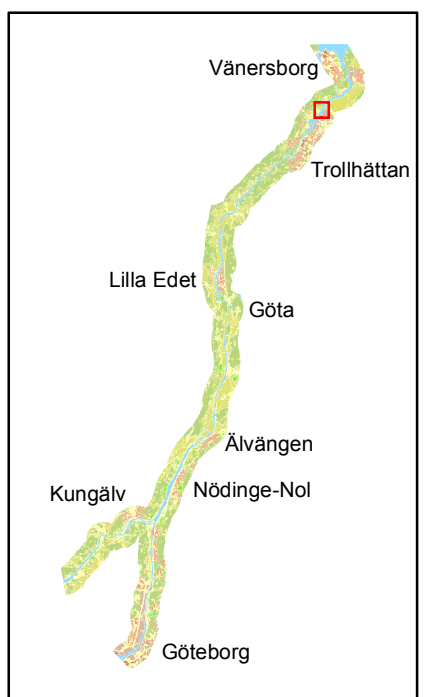 Vänersborg
Trollhättan
Lilla Edet
Göta
Älvängen
Kungälv
Nödinge-Nol
Göteborg